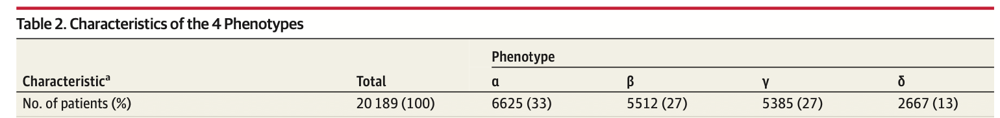 Table 2. Characteristics of the 4 Phenotypes
Phenotype
Characteristicᵃ Total α β γ δ
No. of patients (%) 20 189 (100) 6625 (33) 5512 (27) 5385 (27) 2667 (13)